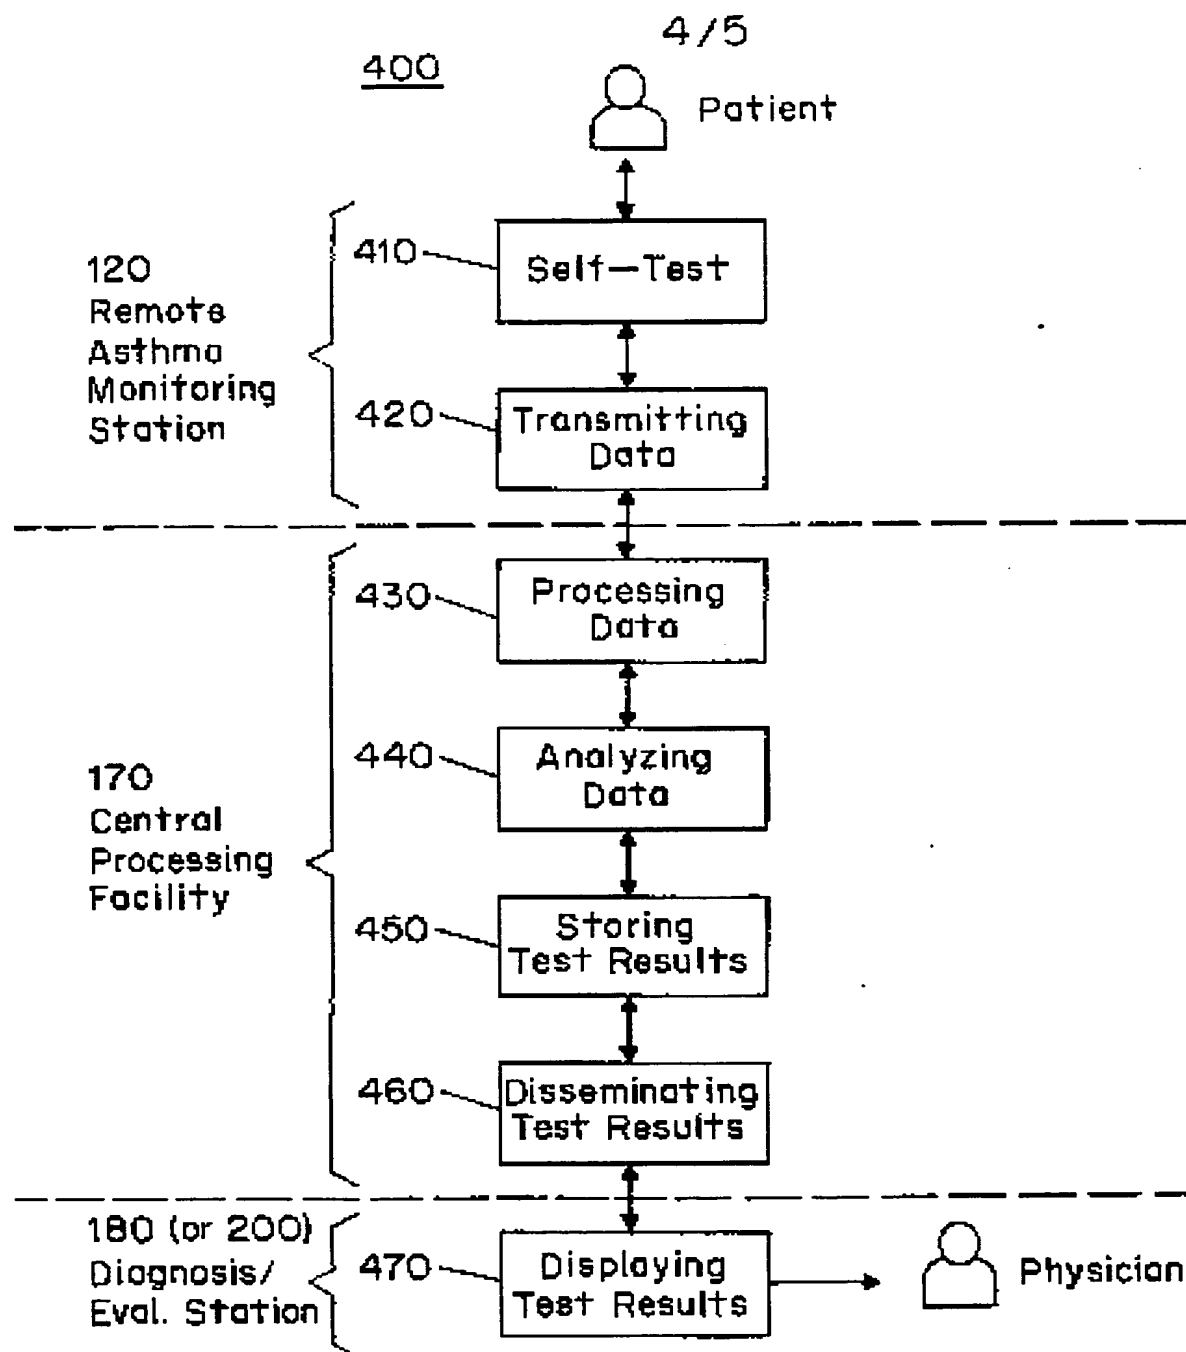 4/5
400
Patient
410
Self-Test
120
Remote
Asthma
Monitoring
Station
420
Transmitting
Data
430
Processing
Data
440
Analyzing
Data
170
Central
Processing
Facility
450
Storing
Test Results
460
Disseminating
Test Results
180 (or 200)
Diagnosis/
Eval. Station
470
Displaying
Test Results
Physician